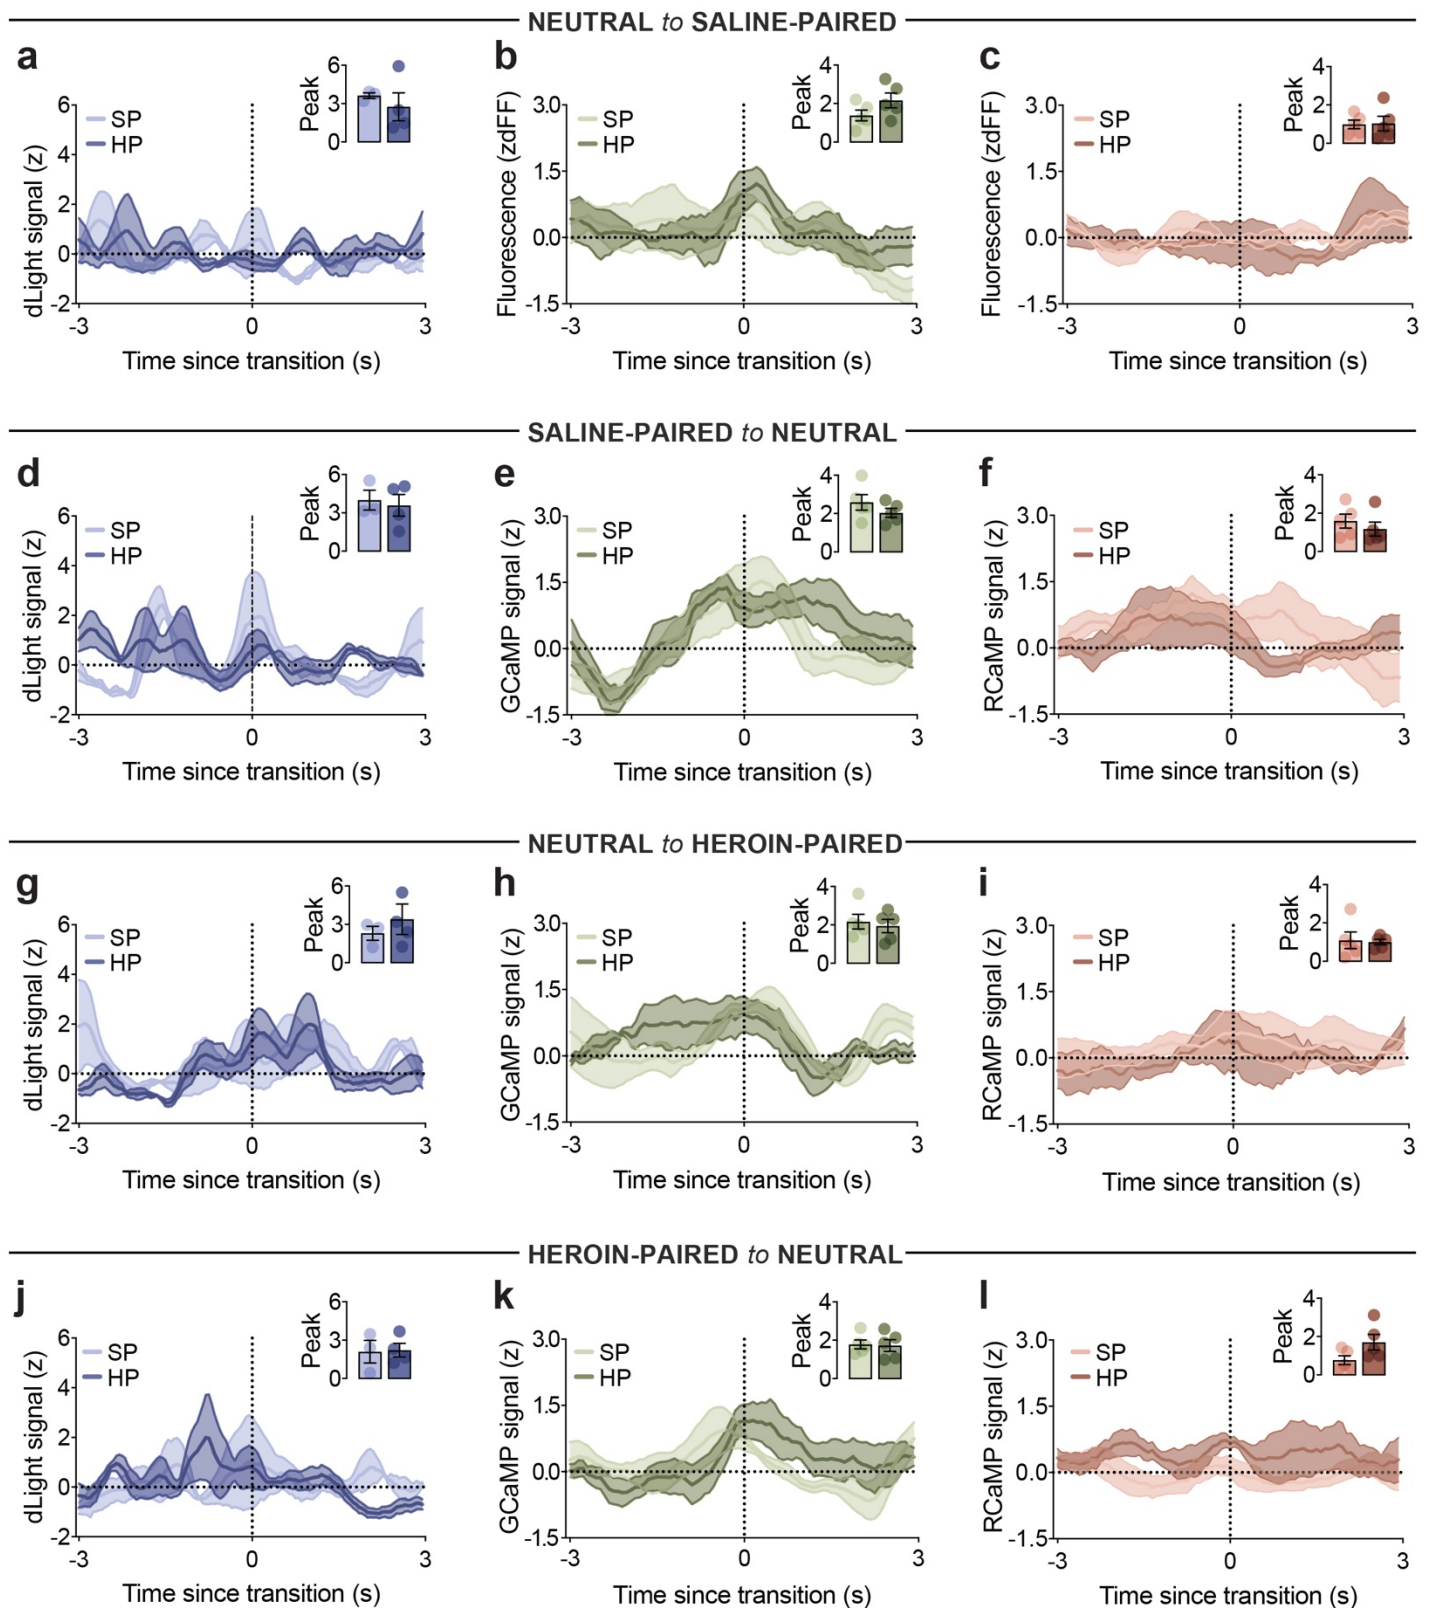 NEUTRAL to SALINE-PAIRED
a
b
c
6
3
0
Peak
4
2
0
Peak
4
2
0
Peak
SP
HP
SP
HP
SP
HP
6
4
2
0
-2
dLight signal (z)
3.0
1.5
0.0
-1.5
Fluorescence (zdFF)
3.0
1.5
0.0
-1.5
Fluorescence (zdFF)
-3 0 3
-3 0 3
-3 0 3
Time since transition (s)
Time since transition (s)
Time since transition (s)
SALINE-PAIRED to NEUTRAL
d
e
f
6
3
0
Peak
4
2
0
Peak
4
2
0
Peak
SP
HP
SP
HP
SP
HP
6
4
2
0
-2
dLight signal (z)
3.0
1.5
0.0
-1.5
GCaMP signal (z)
3.0
1.5
0.0
-1.5
RCaMP signal (z)
-3 0 3
-3 0 3
-3 0 3
Time since transition (s)
Time since transition (s)
Time since transition (s)
NEUTRAL to HEROIN-PAIRED
g
h
i
6
3
0
Peak
4
2
0
Peak
4
2
0
Peak
SP
HP
SP
HP
SP
HP
6
4
2
0
-2
dLight signal (z)
3.0
1.5
0.0
-1.5
GCaMP signal (z)
3.0
1.5
0.0
-1.5
RCaMP signal (z)
-3 0 3
-3 0 3
-3 0 3
Time since transition (s)
Time since transition (s)
Time since transition (s)
HEROIN-PAIRED to NEUTRAL
j
k
l
6
3
0
Peak
4
2
0
Peak
4
2
0
Peak
SP
HP
SP
HP
SP
HP
6
4
2
0
-2
dLight signal (z)
3.0
1.5
0.0
-1.5
GCaMP signal (z)
3.0
1.5
0.0
-1.5
RCaMP signal (z)
-3 0 3
-3 0 3
-3 0 3
Time since transition (s)
Time since transition (s)
Time since transition (s)